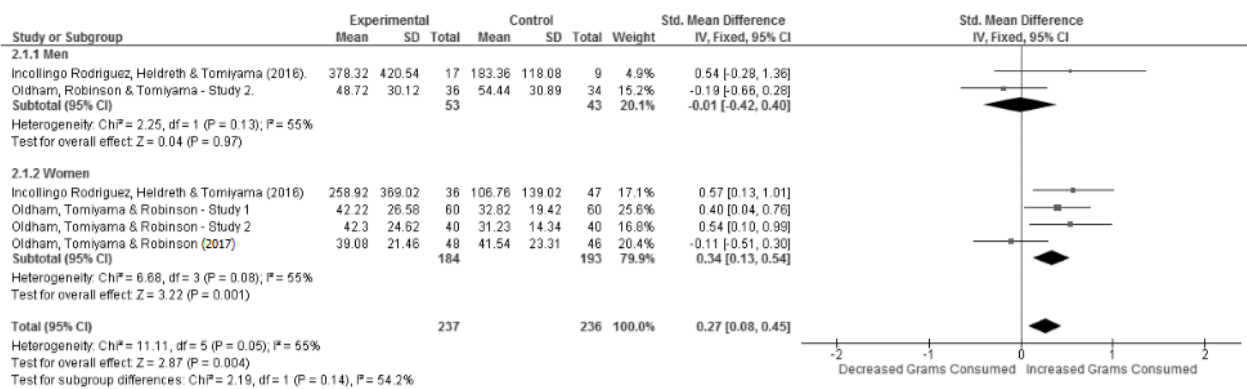 Experimental Control Std. Mean Difference Std. Mean Difference
Study or Subgroup Mean SD Total Mean SD Total Weight IV, Fixed, 95% CI IV, Fixed, 95% CI
2.1.1 Men
Incollingo Rodriguez, Heldreth & Tomiyama (2016). 378.32 420.54 17 183.36 118.08 9 4.9% 0.54 [-0.28, 1.36]
Oldham, Robinson & Tomiyama - Study 2. 48.72 30.12 36 54.44 30.89 34 15.2% -0.19 [-0.66, 0.28]
Subtotal (95% CI) 53 43 20.1% -0.01 [-0.42, 0.40]
Heterogeneity: Chi² = 2.25, df = 1 (P = 0.13); I² = 55%
Test for overall effect: Z = 0.04 (P = 0.97)
2.1.2 Women
Incollingo Rodriguez, Heldreth & Tomiyama (2016) 258.92 369.02 36 106.76 139.02 47 17.1% 0.57 [0.13, 1.01]
Oldham, Tomiyama & Robinson - Study 1 42.22 26.58 60 32.82 19.42 60 25.6% 0.40 [0.04, 0.76]
Oldham, Tomiyama & Robinson - Study 2 42.3 24.62 40 31.23 14.34 40 16.8% 0.54 [0.10, 0.99]
Oldham, Tomiyama & Robinson (2017) 39.08 21.46 48 41.54 23.31 46 20.4% -0.11 [-0.51, 0.30]
Subtotal (95% CI) 184 193 79.9% 0.34 [0.13, 0.54]
Heterogeneity: Chi² = 6.68, df = 3 (P = 0.08); I² = 55%
Test for overall effect: Z = 3.22 (P = 0.001)
Total (95% CI) 237 236 100.0% 0.27 [0.08, 0.45]
Heterogeneity: Chi² = 11.11, df = 5 (P = 0.05); I² = 55%
Test for overall effect: Z = 2.87 (P = 0.004)
Test for subgroup differences: Chi² = 2.19, df = 1 (P = 0.14), I² = 54.2%
-2 -1 0 1 2
Decreased Grams Consumed Increased Grams Consumed